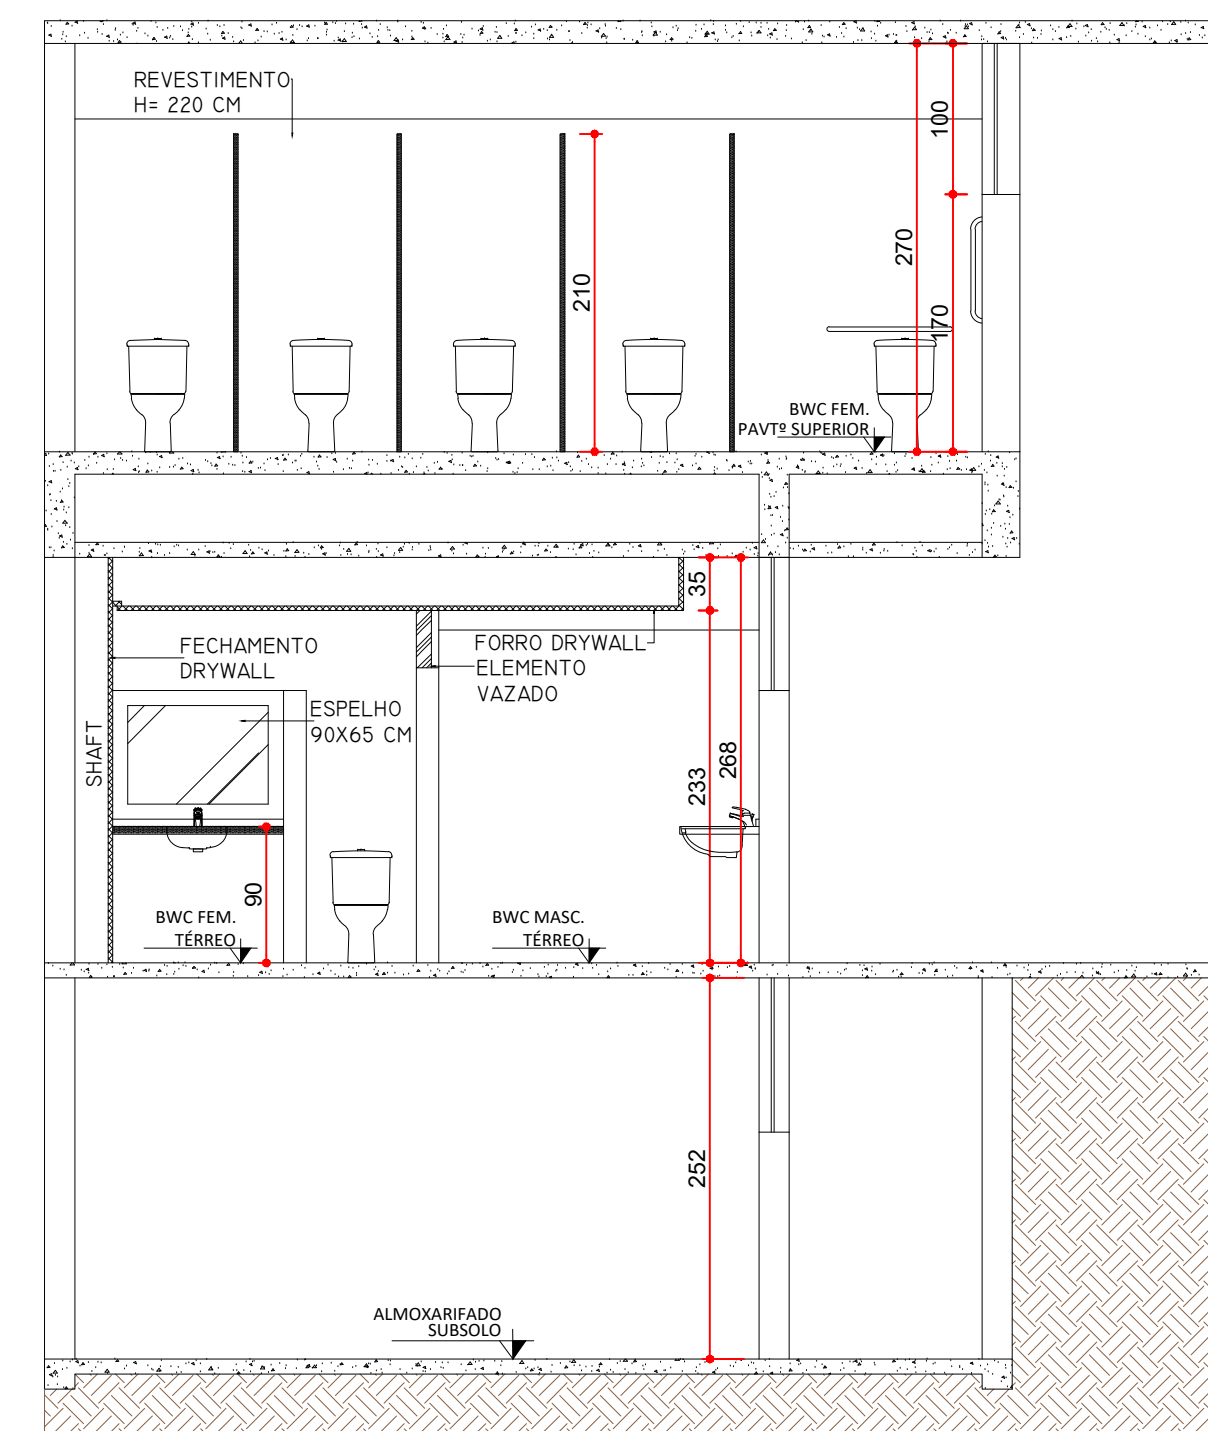 REVESTIMENTO
H= 220 CM
100
270
210
170
BWC FEM.
PAVTº SUPERIOR
35
FECHAMENTO
DRYWALL
FORRO DRYWALL
ELEMENTO
VAZADO
ESPELHO
90X65 CM
SHAFT
268
233
90
BWC FEM.
TÉRREO
BWC MASC.
TÉRREO
252
ALMOXARIFADO
SUBSOLO